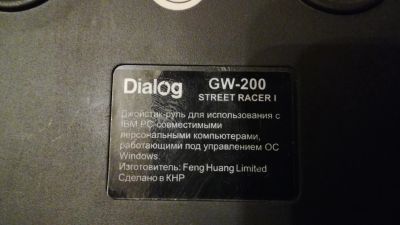 Dialog GW-200
STREET RACER I
Джойстик-руль для использования с
IBM PC-совместимыми
персональными компьютерами,
работающими под управлением ОС
Windows.
Изготовитель: Feng Huang Limited
Сделано в КНР